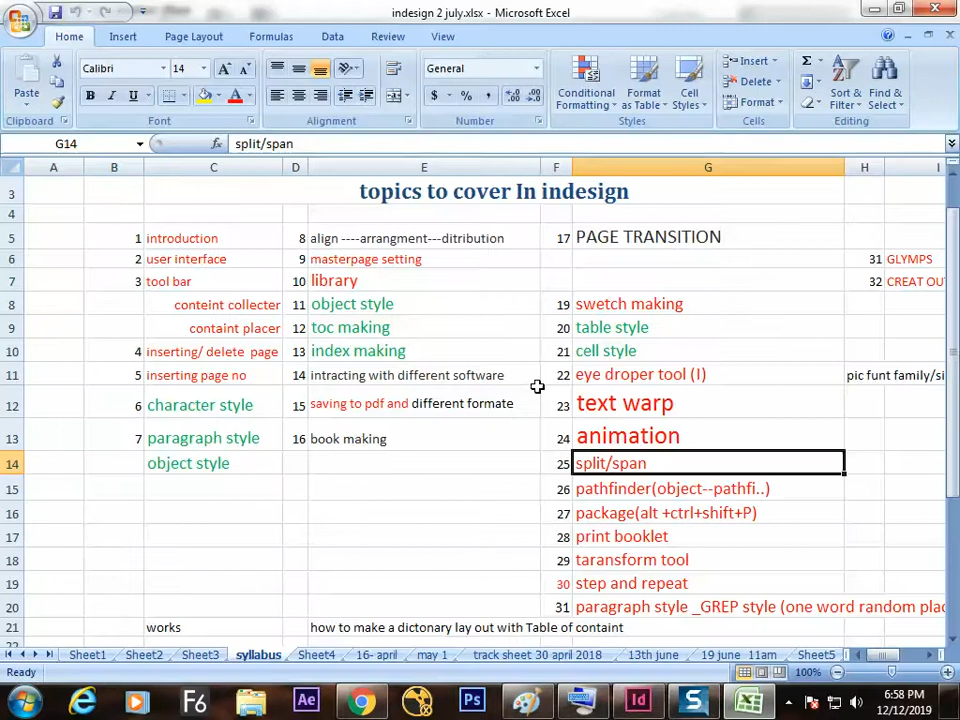 indesign 2 july.xlsx - Microsoft Excel
Home Insert Page Layout Formulas Data Review View
Paste
Calibri 14 A A
B I U A
General
$ % ,
Conditional Formatting
Format as Table
Cell Styles
Insert
Delete
Format
Σ
Sort & Filter
Find & Select
Clipboard Font Alignment Number Styles Cells Editing
G14 fx split/span
A B C D E F G H I
3 topics to cover In indesign
4
5 1 introduction 8 align ----arrangment---ditribution 17 PAGE TRANSITION
6 2 user interface 9 masterpage setting 31 GLYMPS
7 3 tool bar 10 library 32 CREAT OU
8 conteint collecter 11 object style 19 swetch making
9 containt placer 12 toc making 20 table style
10 4 inserting/ delete page 13 index making 21 cell style
11 5 inserting page no 14 intracting with different software 22 eye droper tool (I) pic funt family/si
12 6 character style 15 saving to pdf and different formate 23 text warp
13 7 paragraph style 16 book making 24 animation
14 object style 25 split/span
15 26 pathfinder(object--pathfi..)
16 27 package(alt +ctrl+shift+P)
17 28 print booklet
18 29 taransform tool
19 30 step and repeat
20 31 paragraph style _GREP style (one word random plac
21 works how to make a dictonary lay out with Table of containt
22
Sheet1 Sheet2 Sheet3 syllabus Sheet4 16- april may 1 track sheet 30 april 2018 13th june 19 june 11am Sheet5
Ready 100%
F6 Ae Ps Id S
6:58 PM
12/12/2019